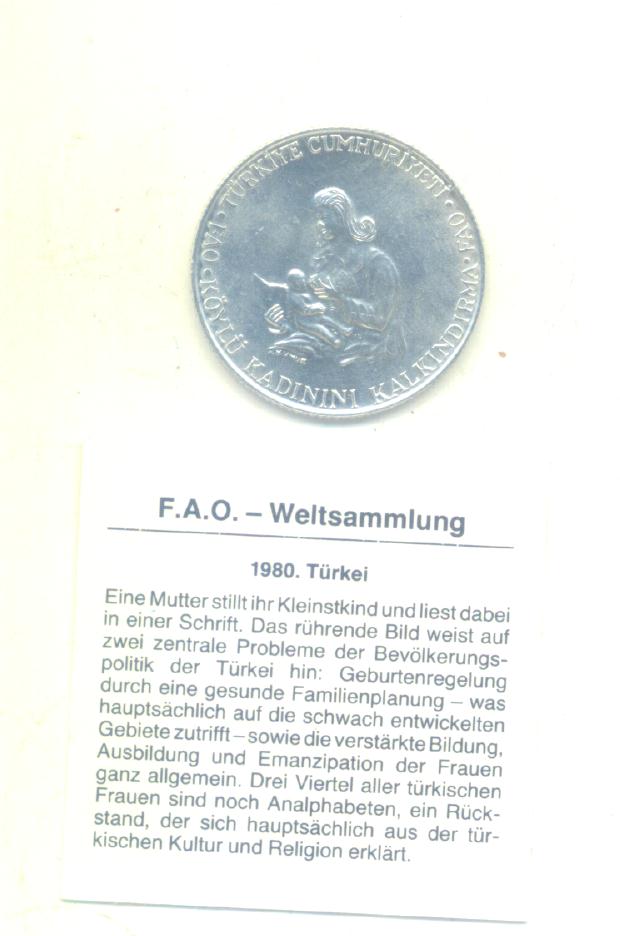 TÜRKİYE CUMHURİYETİ
FAO · KÖYLÜ KADININI KALKINDIRMA · FAO
F.A.O. – Weltsammlung
1980. Türkei
Eine Mutter stillt ihr Kleinstkind und liest dabei
in einer Schrift. Das rührende Bild weist auf
zwei zentrale Probleme der Bevölkerungs-
politik der Türkei hin: Geburtenregelung
durch eine gesunde Familienplanung – was
hauptsächlich auf die schwach entwickelten
Gebiete zutrifft – sowie die verstärkte Bildung,
Ausbildung und Emanzipation der Frauen
ganz allgemein. Drei Viertel aller türkischen
Frauen sind noch Analphabeten, ein Rück-
stand, der sich hauptsächlich aus der tür-
kischen Kultur und Religion erklärt.